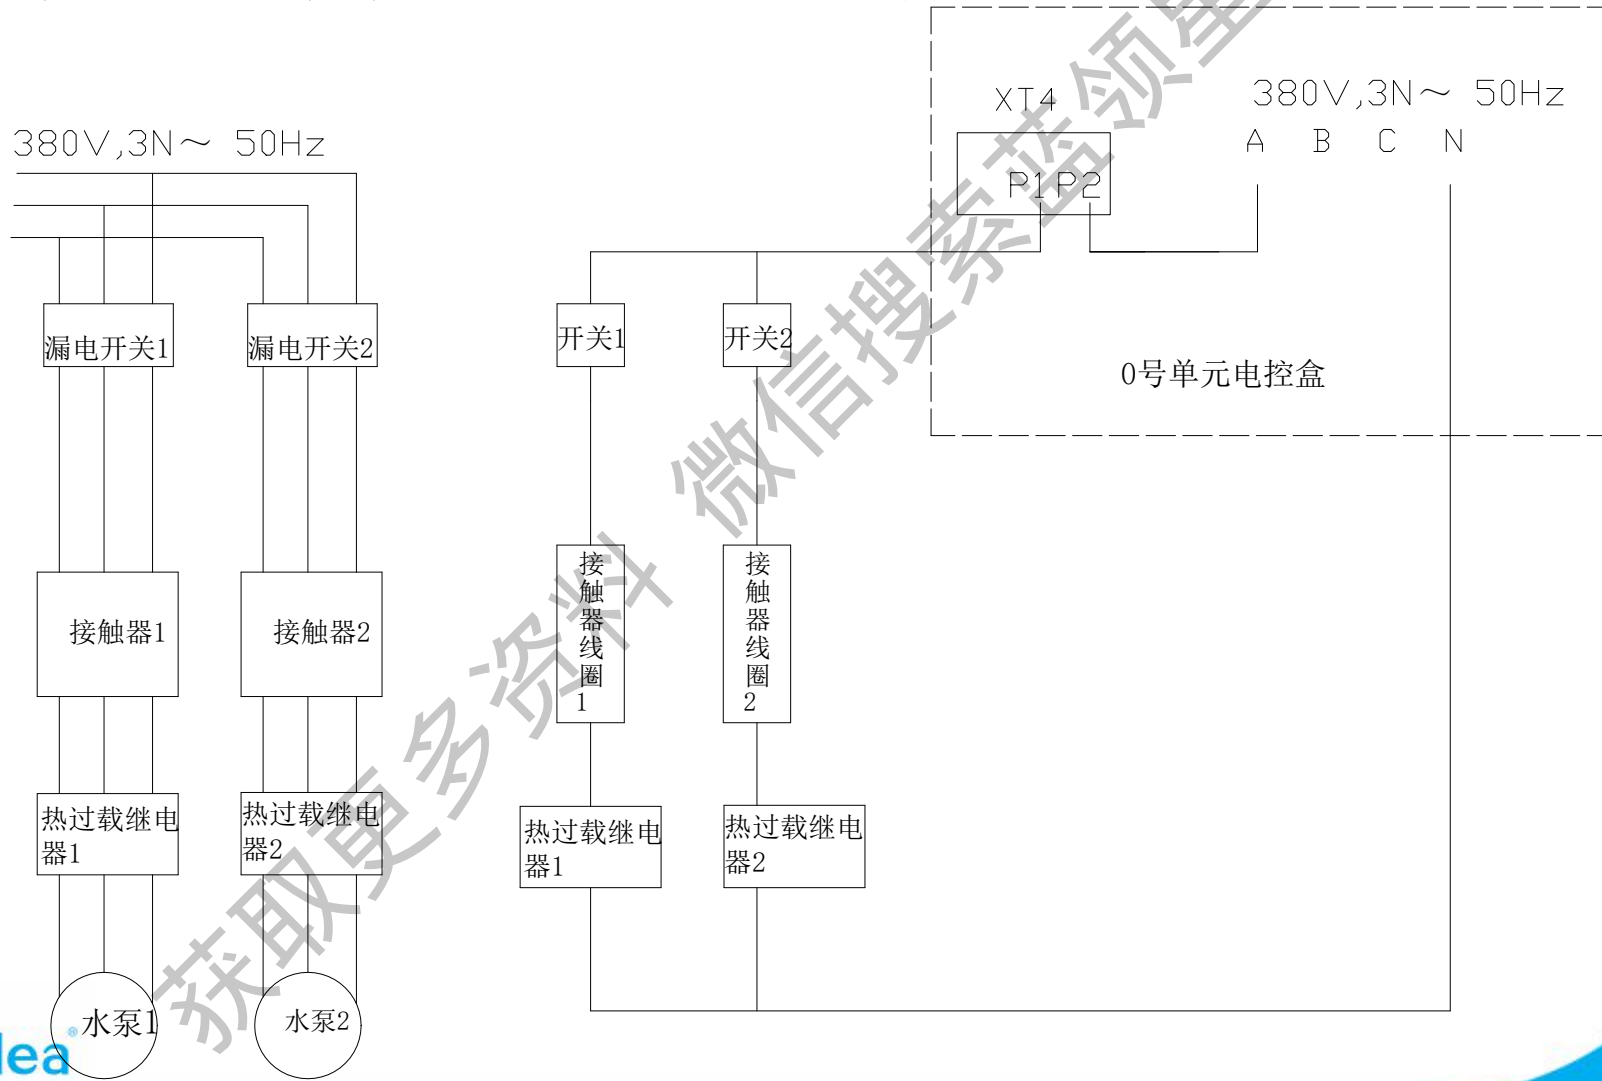 380V,3N～ 50Hz
漏电开关1
漏电开关2
接触器1
接触器2
热过载继电
器1
热过载继电
器2
水泵1
水泵2
开关1
开关2
接触器线圈1
接触器线圈2
热过载继电
器1
热过载继电
器2
XT4
P1P2
380V,3N～ 50Hz
A B C N
0号单元电控盒
获取更多资料 微信搜索蓝领星
dea